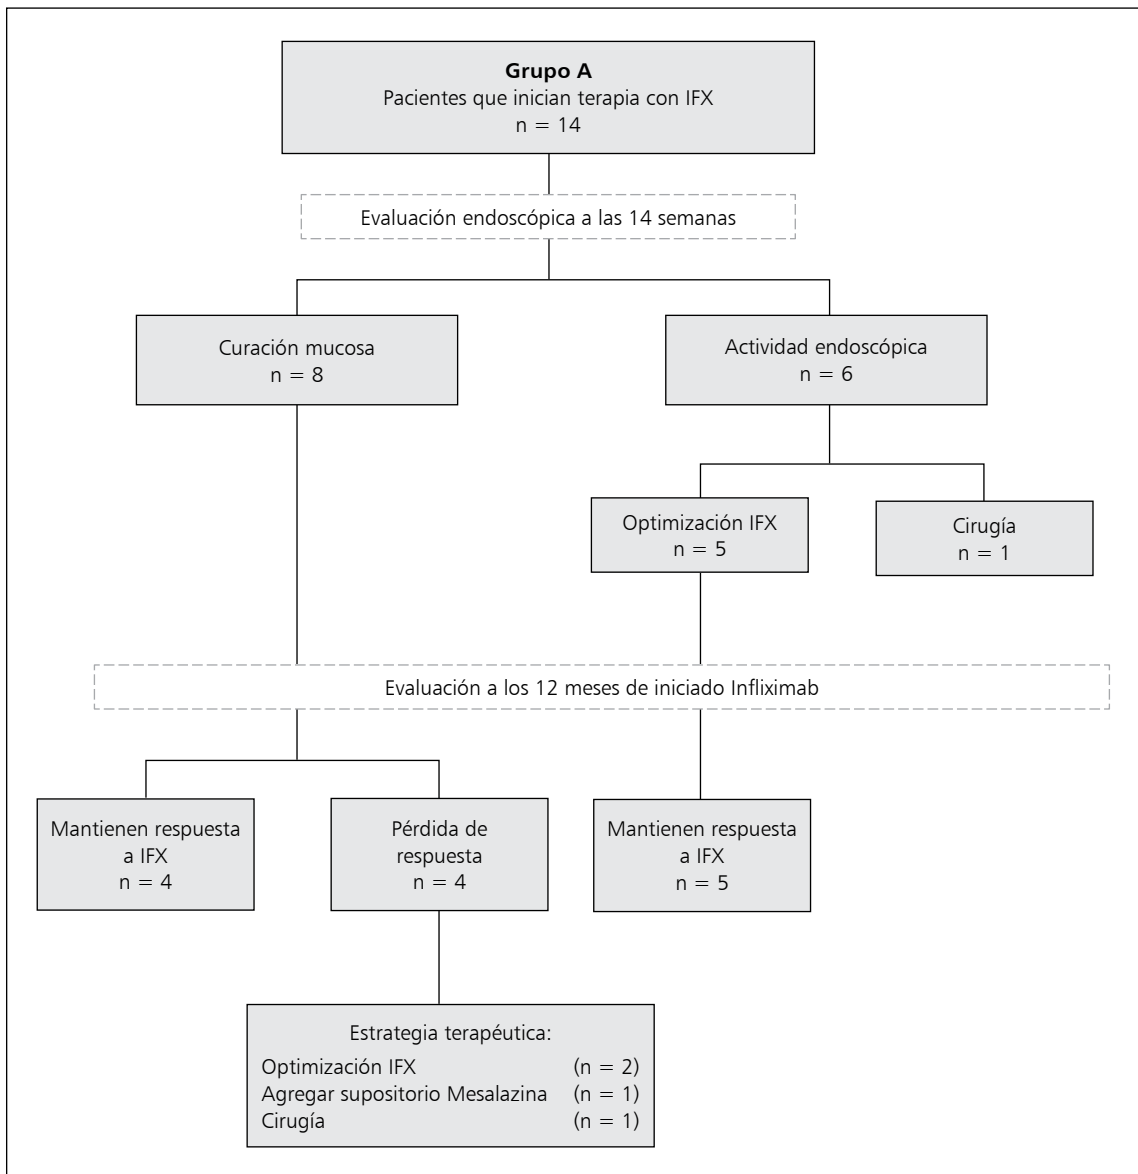 Grupo A
Pacientes que inician terapia con IFX
n = 14
Evaluación endoscópica a las 14 semanas
Curación mucosa
n = 8
Actividad endoscópica
n = 6
Optimización IFX
n = 5
Cirugía
n = 1
Evaluación a los 12 meses de iniciado Infliximab
Mantienen respuesta
a IFX
n = 4
Pérdida de
respuesta
n = 4
Mantienen respuesta
a IFX
n = 5
Estrategia terapéutica:
Optimización IFX (n = 2)
Agregar supositorio Mesalazina (n = 1)
Cirugía (n = 1)